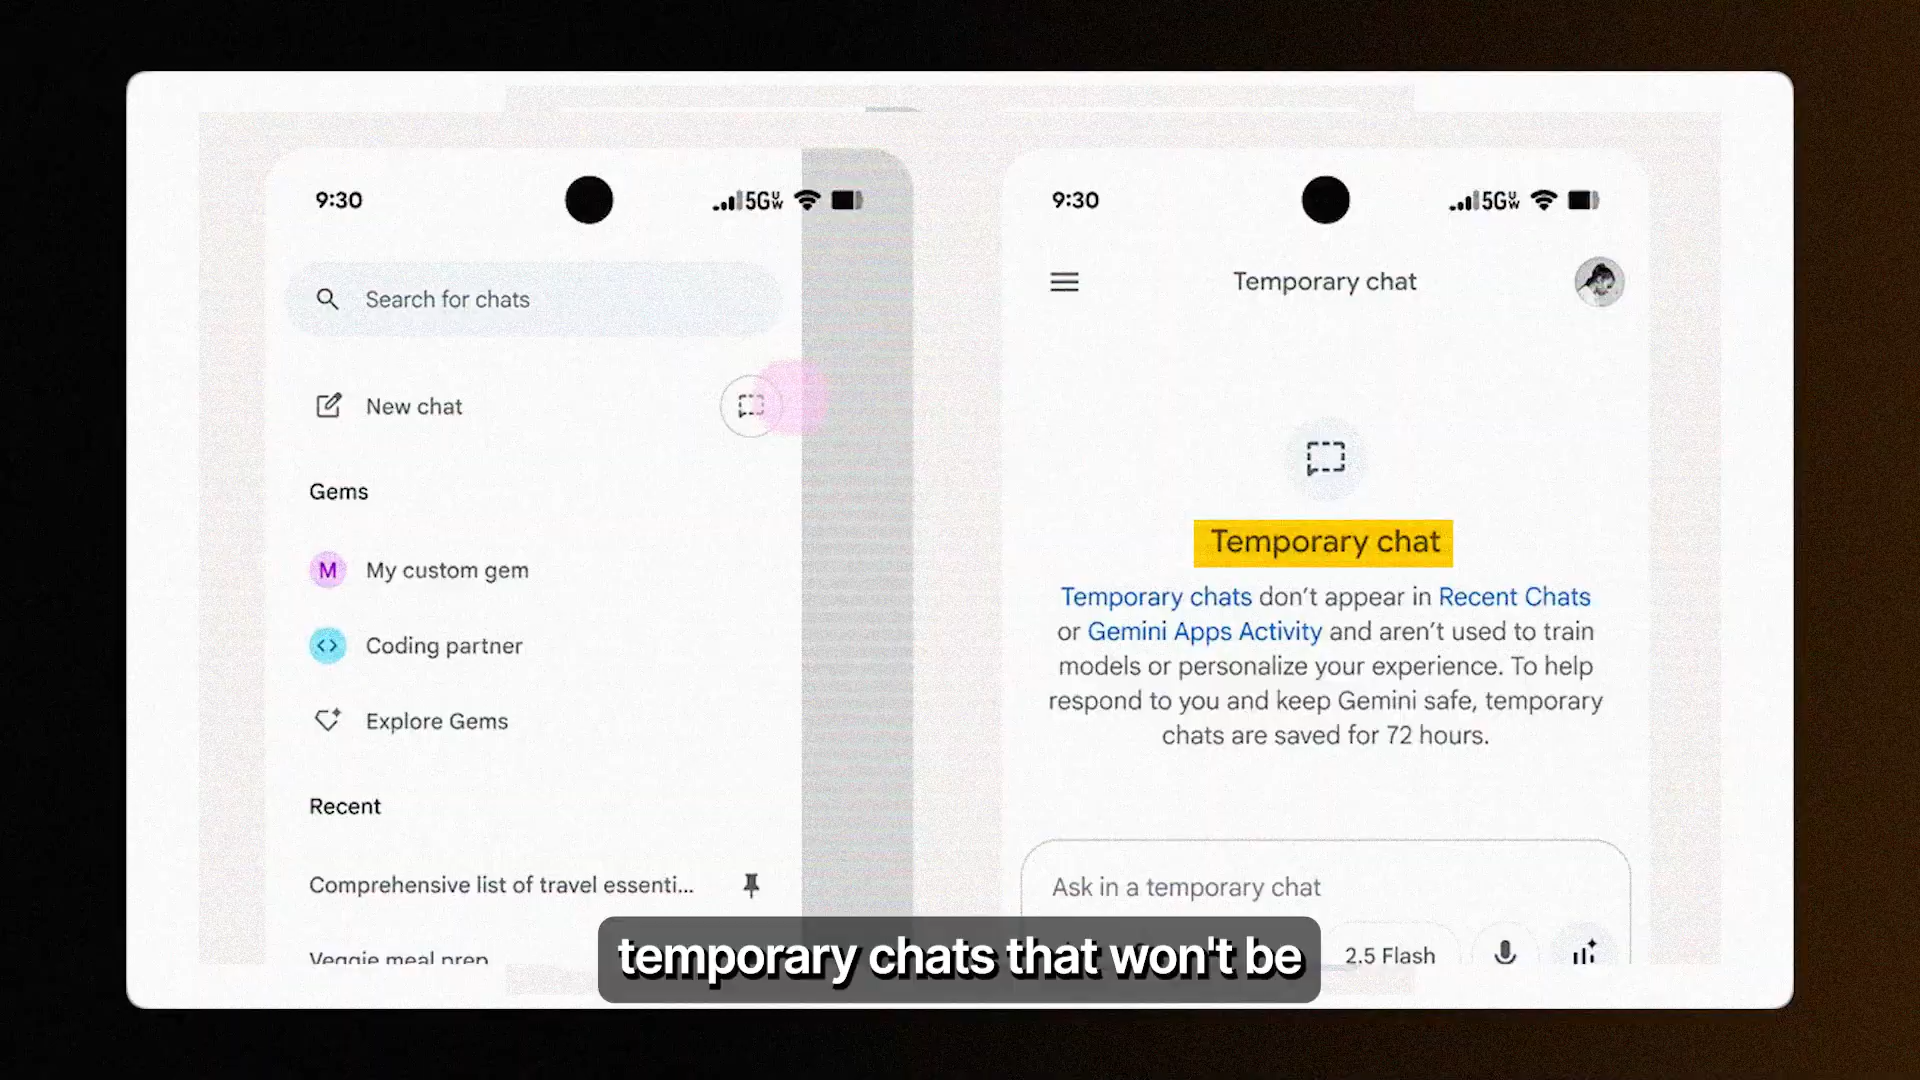 9:30
5G UW
Search for chats
New chat
Gems
M My custom gem
Coding partner
Explore Gems
Recent
Comprehensive list of travel essenti...
Veggie meal prep
9:30
5G UW
Temporary chat
Temporary chat
Temporary chats don't appear in Recent Chats
or Gemini Apps Activity and aren't used to train
models or personalize your experience. To help
respond to you and keep Gemini safe, temporary
chats are saved for 72 hours.
Ask in a temporary chat
2.5 Flash
temporary chats that won't be